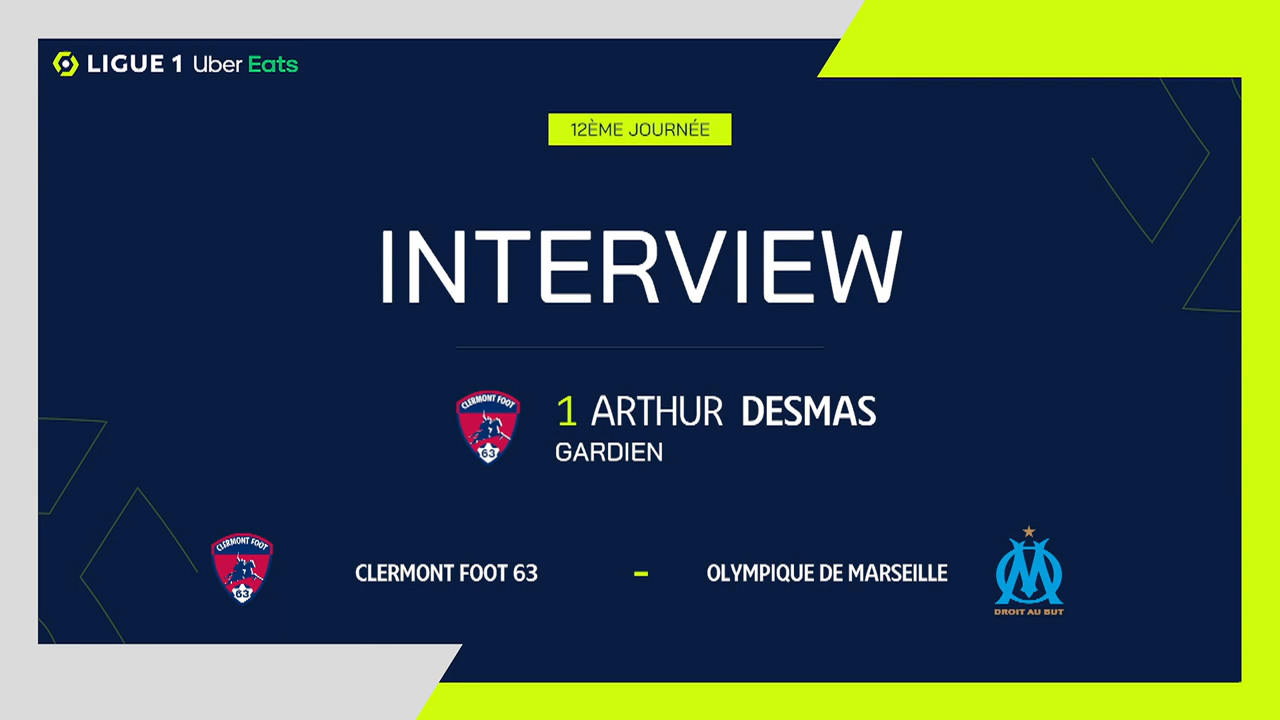 LIGUE 1 Uber Eats
12ÈME JOURNÉE
INTERVIEW
CLERMONT FOOT
63
1 ARTHUR DESMAS
GARDIEN
CLERMONT FOOT
63
CLERMONT FOOT 63 - OLYMPIQUE DE MARSEILLE
DROIT AU BUT